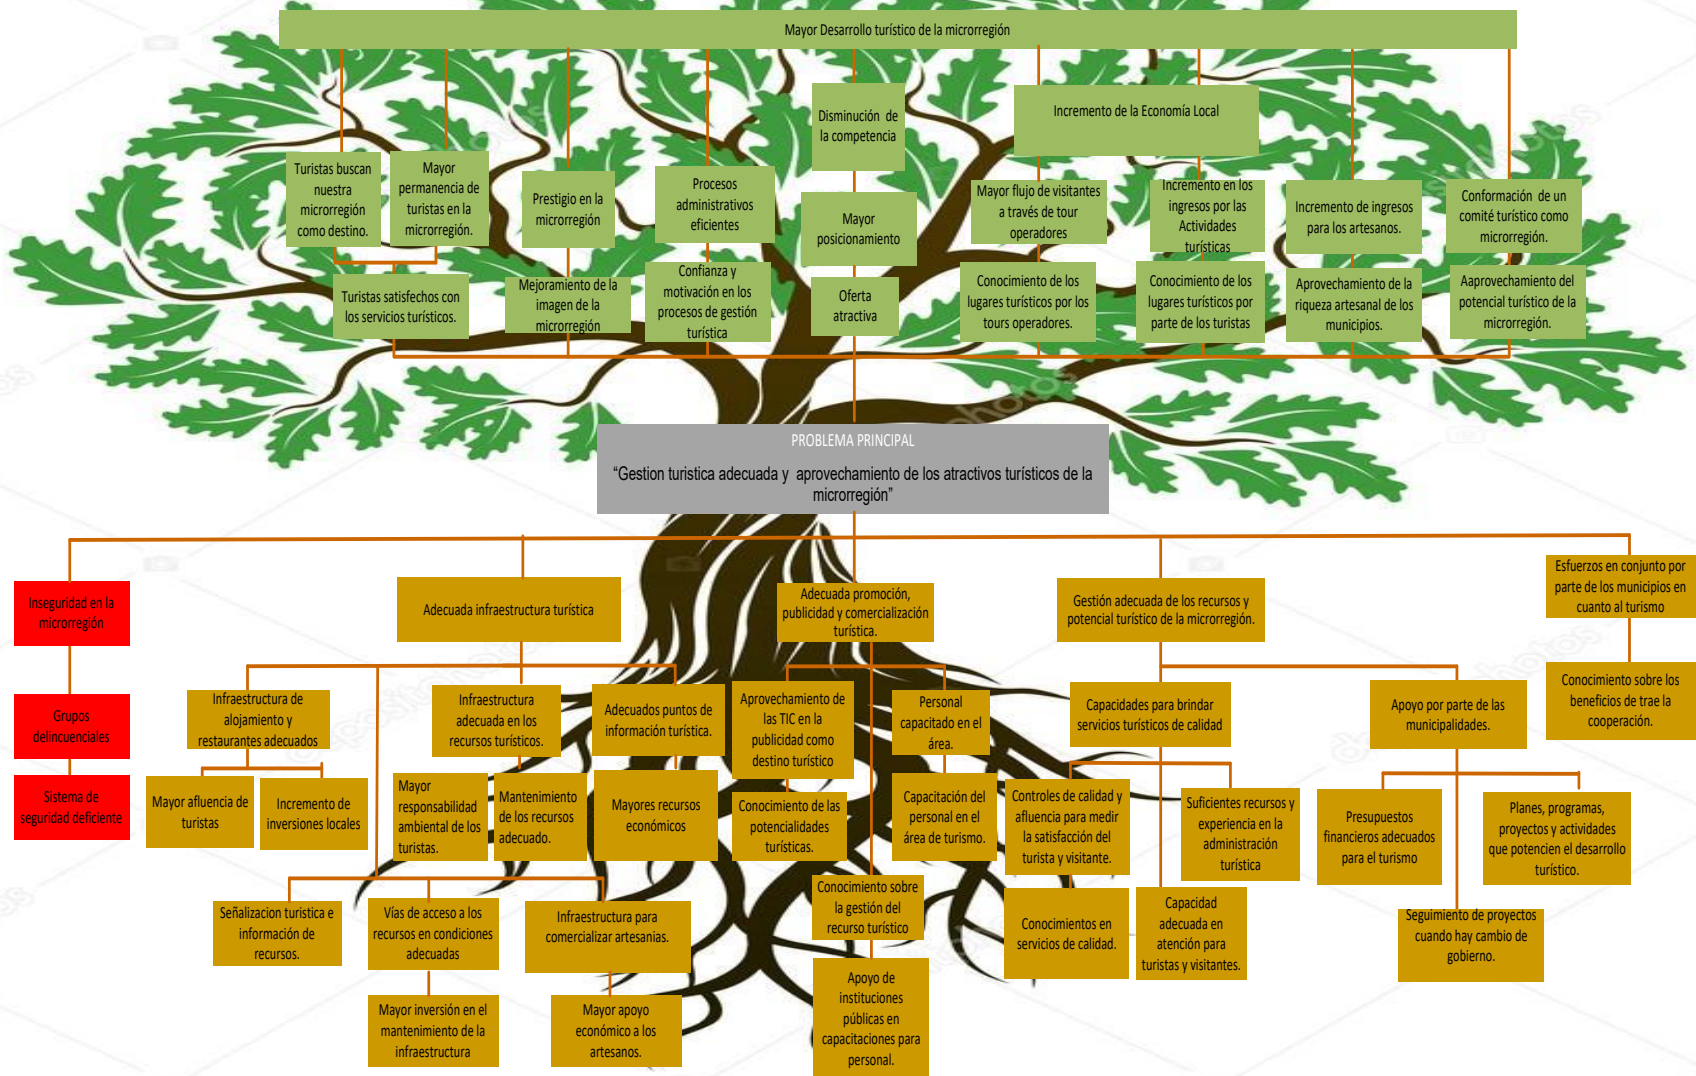 Mayor Desarrollo turístico de la microrregión
Disminución de
la competencia
Incremento de la Economía Local
Turistas buscan
nuestra
microrregión
como destino.
Mayor
permanencia de
turistas en la
microrregión.
Prestigio en la
microrregión
Procesos
administrativos
eficientes
Mayor
posicionamiento
Mayor flujo de visitantes
a través de tour
operadores
Incremento en los
ingresos por las
Actividades
turísticas
Incremento de ingresos
para los artesanos.
Conformación de un
comité turístico como
microrregión.
Turistas satisfechos con
los servicios turísticos.
Mejoramiento de la
imagen de la
microrregión
Confianza y
motivación en los
procesos de gestión
turística
Oferta
atractiva
Conocimiento de los
lugares turísticos por los
tours operadores.
Conocimiento de los
lugares turísticos por
parte de los turistas
Aprovechamiento de la
riqueza artesanal de los
municipios.
Aaprovechamiento del
potencial turístico de la
microrregión.
PROBLEMA PRINCIPAL
“Gestion turistica adecuada y aprovechamiento de los atractivos turísticos de la
microrregión”
Inseguridad en la
microrregión
Adecuada infraestructura turística
Adecuada promoción,
publicidad y comercialización
turística.
Gestión adecuada de los recursos y
potencial turístico de la microrregión.
Esfuerzos en conjunto por
parte de los municipios en
cuanto al turismo
Grupos
delincuenciales
Infraestructura de
alojamiento y
restaurantes adecuados
Infraestructura
adecuada en los
recursos turísticos.
Adecuados puntos de
información turística.
Aprovechamiento de
las TIC en la
publicidad como
destino turístico
Personal
capacitado en el
área.
Capacidades para brindar
servicios turísticos de calidad
Apoyo por parte de las
municipalidades.
Conocimiento sobre los
beneficios de trae la
cooperación.
Sistema de
seguridad deficiente
Mayor afluencia de
turistas
Incremento de
inversiones locales
Mayor
responsabilidad
ambiental de los
turistas.
Mantenimiento
de los recursos
adecuado.
Mayores recursos
económicos
Conocimiento de las
potencialidades
turísticas.
Capacitación del
personal en el
área de turismo.
Controles de calidad y
afluencia para medir
la satisfacción del
turista y visitante.
Suficientes recursos y
experiencia en la
administración
turística
Presupuestos
financieros adecuados
para el turismo
Planes, programas,
proyectos y actividades
que potencien el desarrollo
turístico.
Señalizacion turistica e
información de
recursos.
Vías de acceso a los
recursos en condiciones
adecuadas
Infraestructura para
comercializar artesanias.
Conocimiento sobre
la gestión del
recurso turístico
Conocimientos en
servicios de calidad.
Capacidad
adecuada en
atención para
turistas y visitantes.
Seguimiento de proyectos
cuando hay cambio de
gobierno.
Mayor inversión en el
mantenimiento de la
infraestructura
Mayor apoyo
económico a los
artesanos.
Apoyo de
instituciones
públicas en
capacitaciones para
personal.